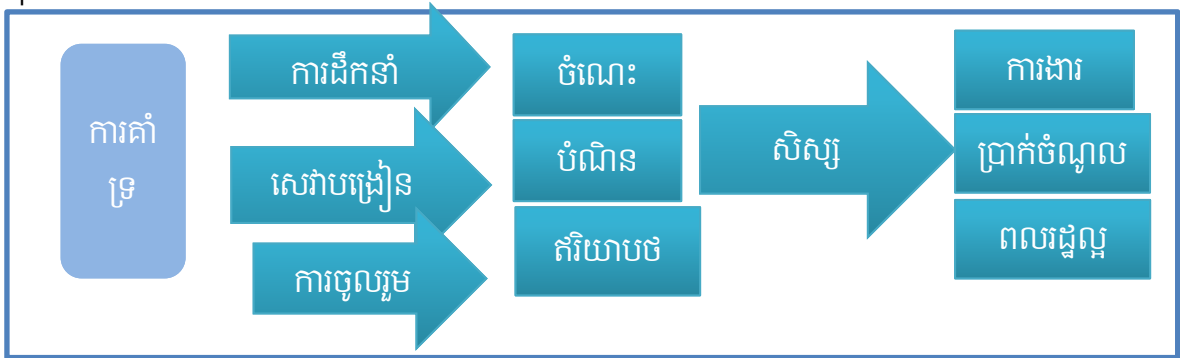 ការគាំ
ទ្រ
ការដឹកនាំ
សេវាបង្រៀន
ការចូលរួម
ចំណេះ
បំណិន
ឥរិយាបថ
សិស្ស
ការងារ
ប្រាក់ចំណូល
ពលរដ្ឋល្អ